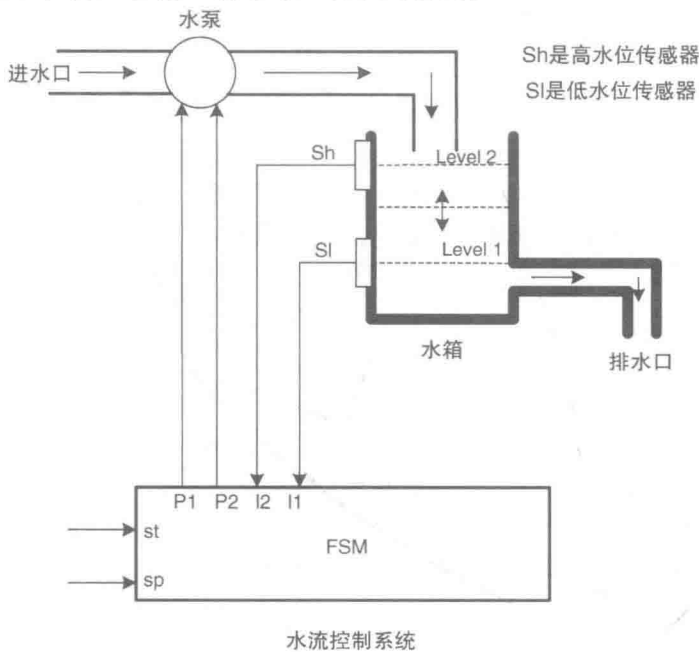 水泵
进水口
Sh是高水位传感器
Sl是低水位传感器
Sh
Level 2
Sl
Level 1
水箱
排水口
P1 P2 I2 I1
st
FSM
sp
水流控制系统